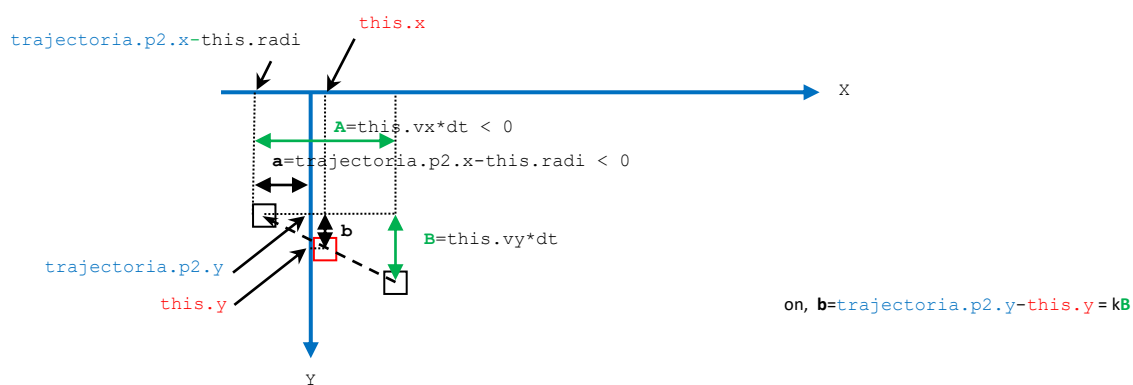 this.x
trajectoria.p2.x-this.radi
X
A=this.vx*dt < 0
a=trajectoria.p2.x-this.radi < 0
b
B=this.vy*dt
trajectoria.p2.y
this.y
on, b=trajectoria.p2.y-this.y = kB
Y